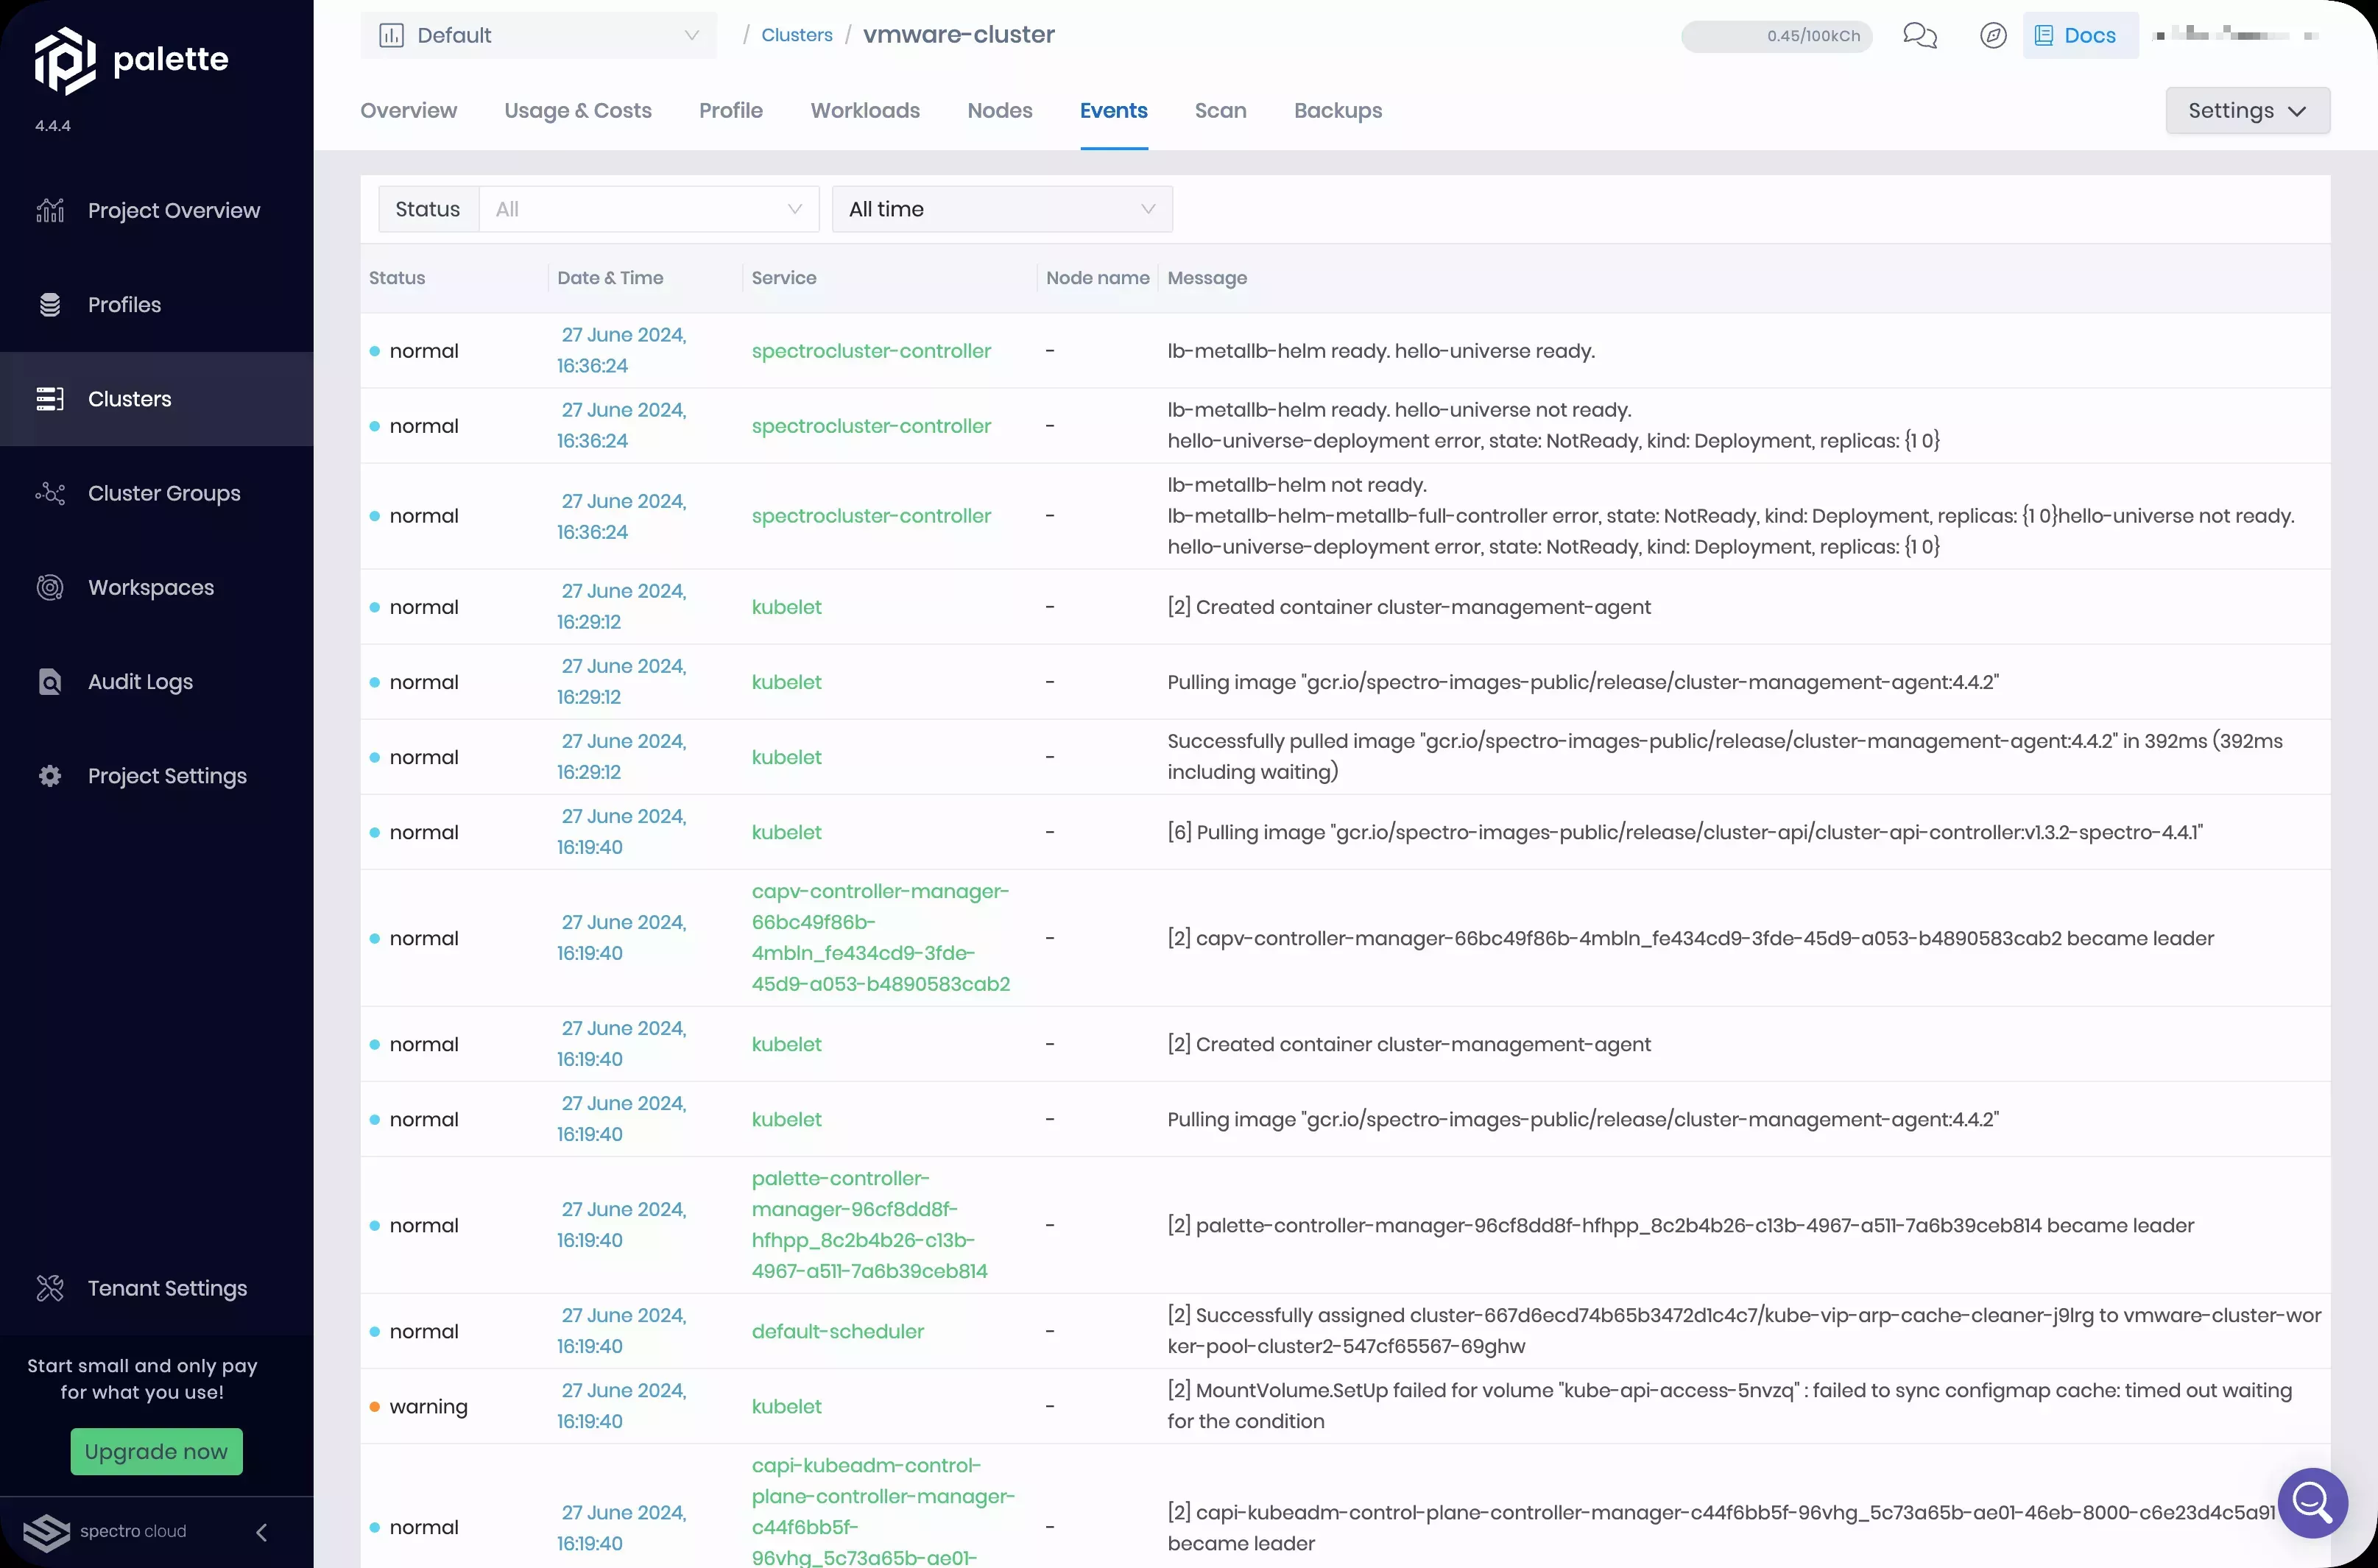 palette
4.4.4
Project Overview
Profiles
Clusters
Cluster Groups
Workspaces
Audit Logs
Project Settings
Tenant Settings
Start small and only pay
for what you use!
Upgrade now
spectro cloud
Default
/ Clusters / vmware-cluster
0.45/100kCh
Docs
Overview Usage & Costs Profile Workloads Nodes Events Scan Backups
Settings
Status All All time
Status Date & Time Service Node name Message
normal
27 June 2024,
16:36:24
spectrocluster-controller
-
lb-metallb-helm ready. hello-universe ready.
normal
27 June 2024,
16:36:24
spectrocluster-controller
-
lb-metallb-helm ready. hello-universe not ready.
hello-universe-deployment error, state: NotReady, kind: Deployment, replicas: {1 0}
normal
27 June 2024,
16:36:24
spectrocluster-controller
-
lb-metallb-helm not ready.
lb-metallb-helm-metallb-full-controller error, state: NotReady, kind: Deployment, replicas: {1 0}hello-universe not ready.
hello-universe-deployment error, state: NotReady, kind: Deployment, replicas: {1 0}
normal
27 June 2024,
16:29:12
kubelet
-
[2] Created container cluster-management-agent
normal
27 June 2024,
16:29:12
kubelet
-
Pulling image "gcr.io/spectro-images-public/release/cluster-management-agent:4.4.2"
normal
27 June 2024,
16:29:12
kubelet
-
Successfully pulled image "gcr.io/spectro-images-public/release/cluster-management-agent:4.4.2" in 392ms (392ms
including waiting)
normal
27 June 2024,
16:19:40
kubelet
-
[6] Pulling image "gcr.io/spectro-images-public/release/cluster-api/cluster-api-controller:v1.3.2-spectro-4.4.1"
normal
27 June 2024,
16:19:40
capv-controller-manager-
66bc49f86b-
4mbln_fe434cd9-3fde-
45d9-a053-b4890583cab2
-
[2] capv-controller-manager-66bc49f86b-4mbln_fe434cd9-3fde-45d9-a053-b4890583cab2 became leader
normal
27 June 2024,
16:19:40
kubelet
-
[2] Created container cluster-management-agent
normal
27 June 2024,
16:19:40
kubelet
-
Pulling image "gcr.io/spectro-images-public/release/cluster-management-agent:4.4.2"
normal
27 June 2024,
16:19:40
palette-controller-
manager-96cf8dd8f-
hfhpp_8c2b4b26-c13b-
4967-a511-7a6b39ceb814
-
[2] palette-controller-manager-96cf8dd8f-hfhpp_8c2b4b26-c13b-4967-a511-7a6b39ceb814 became leader
normal
27 June 2024,
16:19:40
default-scheduler
-
[2] Successfully assigned cluster-667d6ecd74b65b3472d1c4c7/kube-vip-arp-cache-cleaner-j9lrg to vmware-cluster-wor
ker-pool-cluster2-547cf65567-69ghw
warning
27 June 2024,
16:19:40
kubelet
-
[2] MountVolume.SetUp failed for volume "kube-api-access-5nvzq" : failed to sync configmap cache: timed out waiting
for the condition
normal
27 June 2024,
16:19:40
capi-kubeadm-control-
plane-controller-manager-
c44f6bb5f-
96vhg_5c73a65b-ae01-
-
[2] capi-kubeadm-control-plane-controller-manager-c44f6bb5f-96vhg_5c73a65b-ae01-46eb-8000-c6e23d4c5a91
became leader